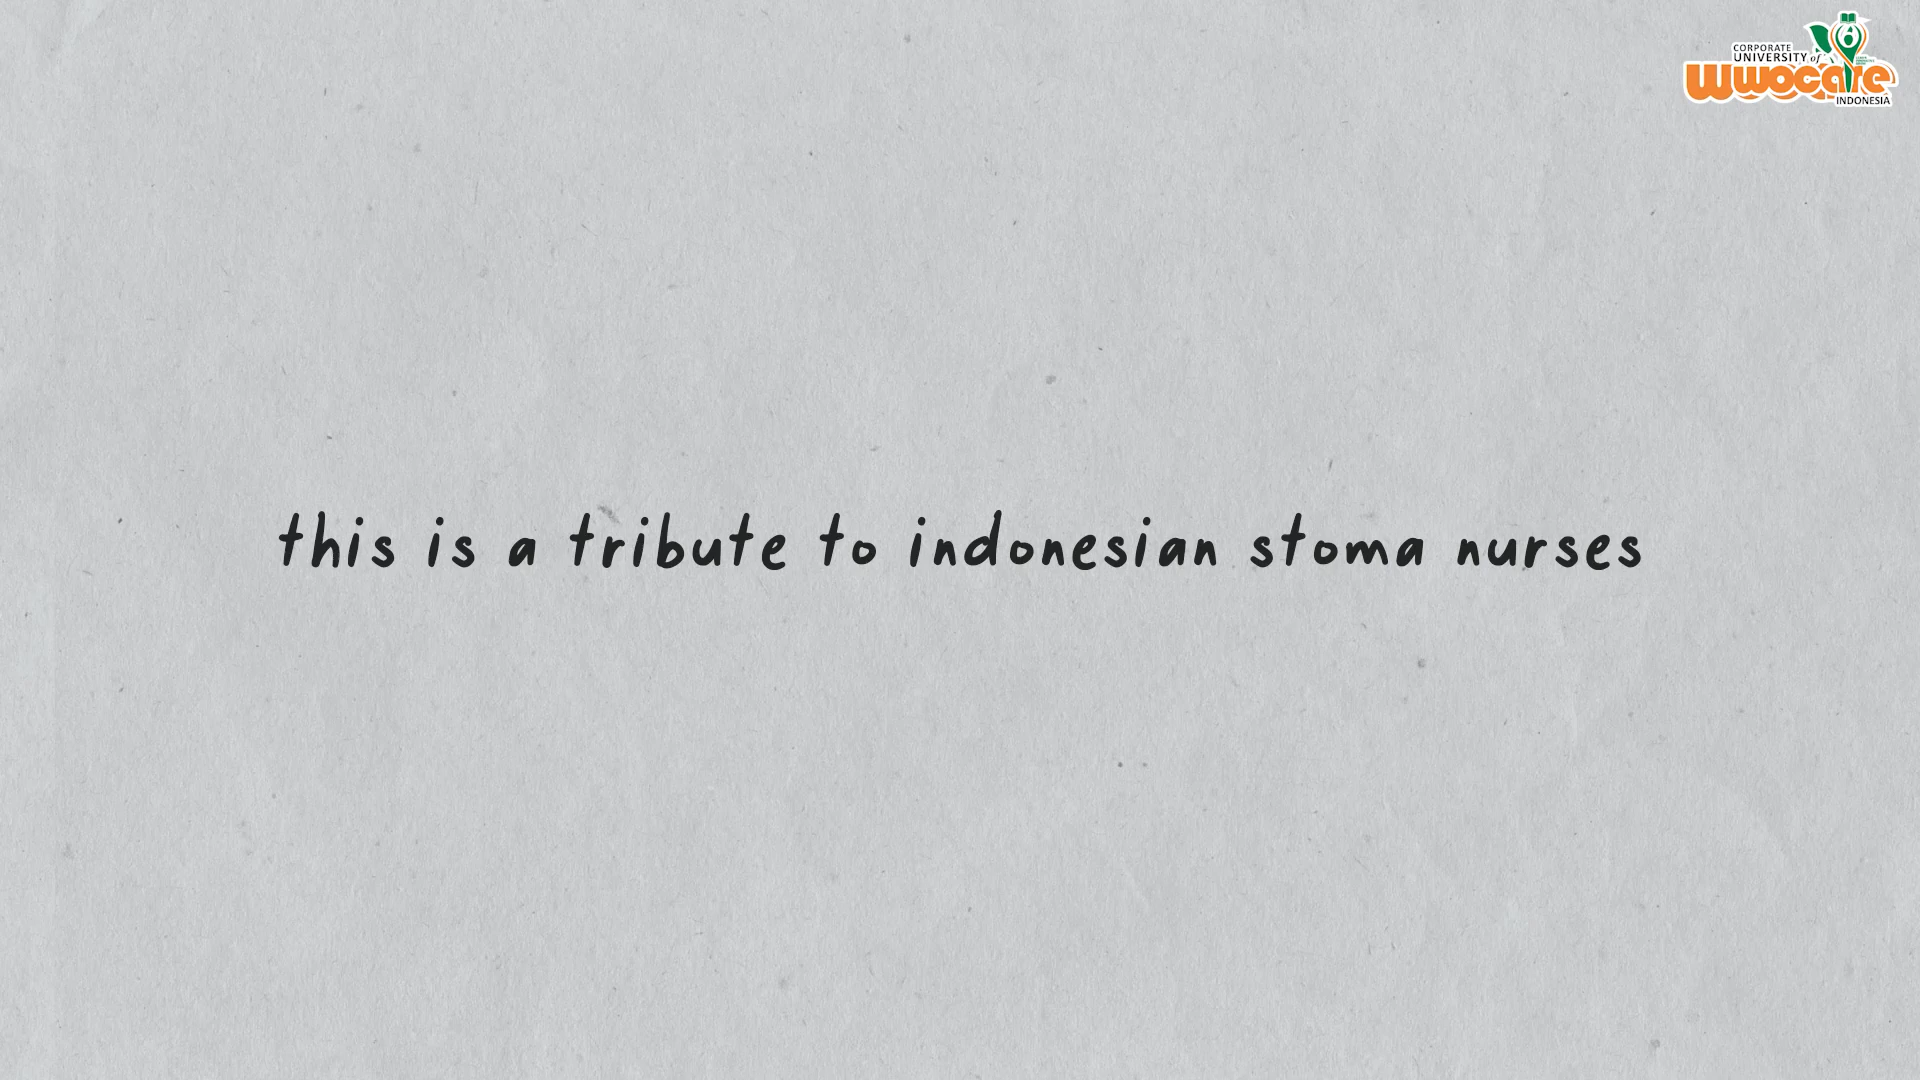 CORPORATE
UNIVERSITY of
Wwocare
INDONESIA
this is a tribute to indonesian stoma nurses